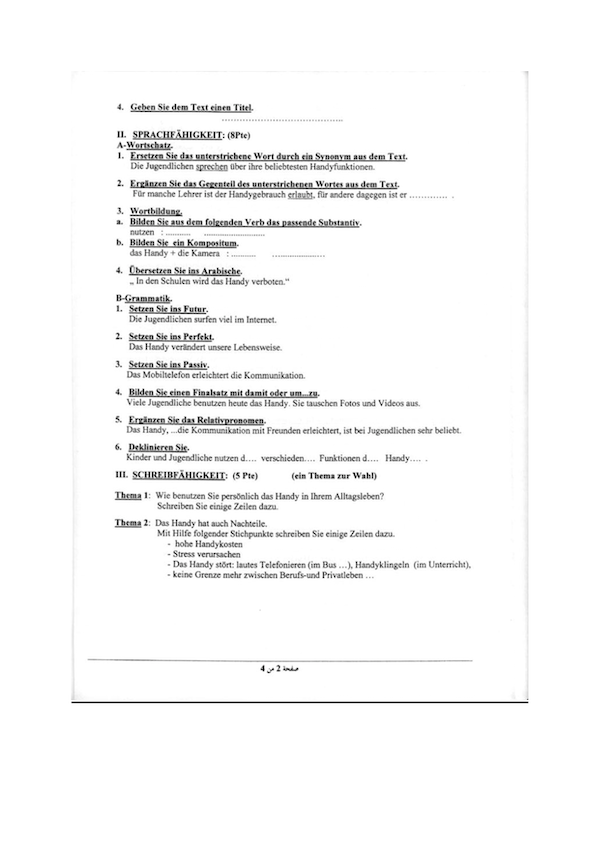 4. Geben Sie dem Text einen Titel.
..........................................
II. SPRACHFÄHIGKEIT: (8Pte)
A-Wortschatz.
1. Ersetzen Sie das unterstrichene Wort durch ein Synonym aus dem Text.
Die Jugendlichen sprechen über ihre beliebtesten Handyfunktionen.
2. Ergänzen Sie das Gegenteil des unterstrichenen Wortes aus dem Text.
Für manche Lehrer ist der Handygebrauch erlaubt, für andere dagegen ist er ............. .
3. Wortbildung.
a. Bilden Sie aus dem folgenden Verb das passende Substantiv.
nutzen : ........... ......................
b. Bilden Sie ein Kompositum.
das Handy + die Kamera : ........... ......................
4. Übersetzen Sie ins Arabische.
„ In den Schulen wird das Handy verboten.“
B-Grammatik.
1. Setzen Sie ins Futur.
Die Jugendlichen surfen viel im Internet.
2. Setzen Sie ins Perfekt.
Das Handy verändert unsere Lebensweise.
3. Setzen Sie ins Passiv.
Das Mobiltelefon erleichtert die Kommunikation.
4. Bilden Sie einen Finalsatz mit damit oder um...zu.
Viele Jugendliche benutzen heute das Handy. Sie tauschen Fotos und Videos aus.
5. Ergänzen Sie das Relativpronomen.
Das Handy, ...die Kommunikation mit Freunden erleichtert, ist bei Jugendlichen sehr beliebt.
6. Deklinieren Sie.
Kinder und Jugendliche nutzen d.... verschieden.... Funktionen d.... Handy.... .
III. SCHREIBFÄHIGKEIT: (5 Pte) (ein Thema zur Wahl)
Thema 1: Wie benutzen Sie persönlich das Handy in Ihrem Alltagsleben?
Schreiben Sie einige Zeilen dazu.
Thema 2: Das Handy hat auch Nachteile.
Mit Hilfe folgender Stichpunkte schreiben Sie einige Zeilen dazu.
- hohe Handykosten
- Stress verursachen
- Das Handy stört: lautes Telefonieren (im Bus ...), Handyklingeln (im Unterricht),
- keine Grenze mehr zwischen Berufs-und Privatleben ...
صفحة 2 من 4